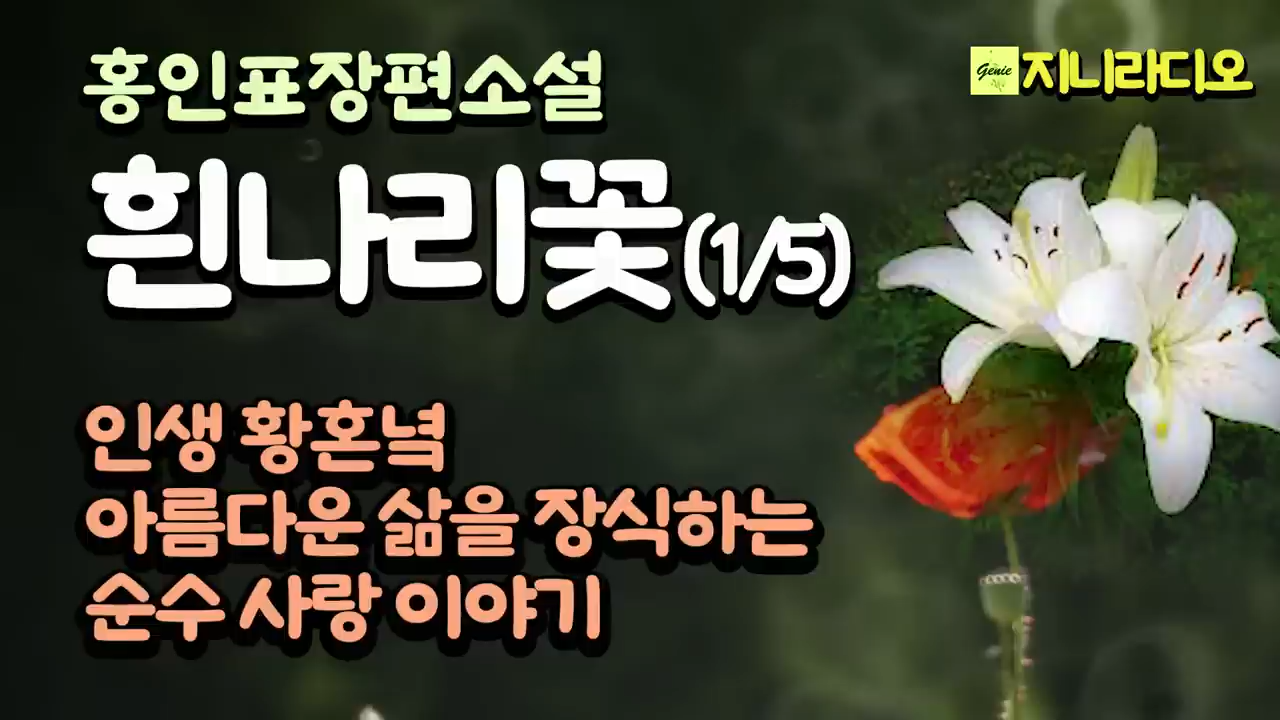 홍인표장편소설
Genie 지니라디오
흰나리꽃(1/5)
인생 황혼녘
아름다운 삶을 장식하는
순수 사랑 이야기